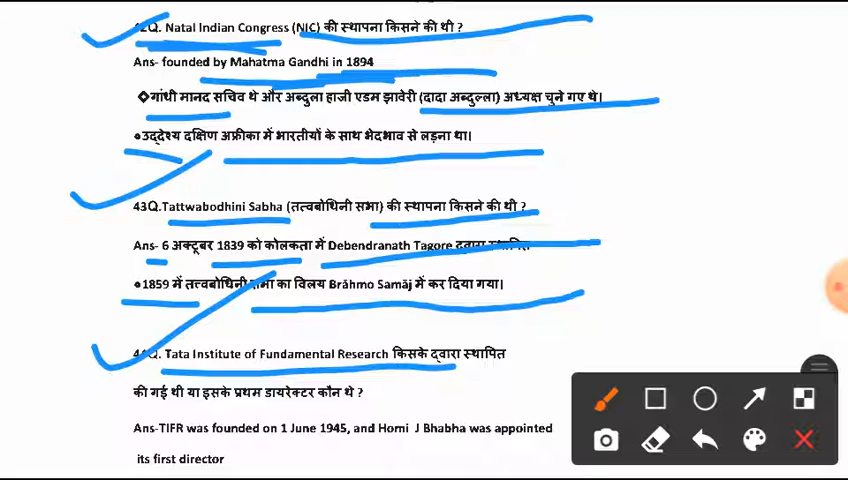 42Q. Natal Indian Congress (NIC) की स्थापना किसने की थी ?
Ans- founded by Mahatma Gandhi in 1894
❖गांधी मानद सचिव थे और अब्दुला हाजी एडम झावेरी (दादा अब्दुल्ला) अध्यक्ष चुने गए थे।
•उद्देश्य दक्षिण अफ्रीका में भारतीयों के साथ भेदभाव से लड़ना था।
43Q.Tattwabodhini Sabha (तत्वबोधिनी सभा) की स्थापना किसने की थी ?
Ans- 6 अक्टूबर 1839 को कोलकता में Debendranath Tagore द्वारा स्थापित
•1859 में तत्वबोधिनी सभा का विलय Brāhmo Samāj में कर दिया गया।
44Q. Tata Institute of Fundamental Research किसके द्वारा स्थापित
की गई थी या इसके प्रथम डायरेक्टर कौन थे ?
Ans-TIFR was founded on 1 June 1945, and Homi J Bhabha was appointed
its first director